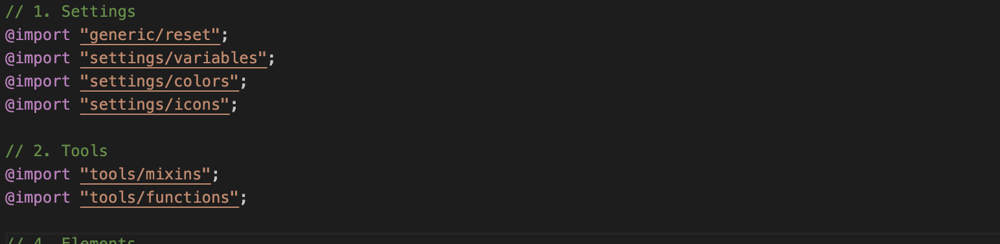 // 1. Settings
@import "generic/reset";
@import "settings/variables";
@import "settings/colors";
@import "settings/icons";
// 2. Tools
@import "tools/mixins";
@import "tools/functions";
// 4. Elements